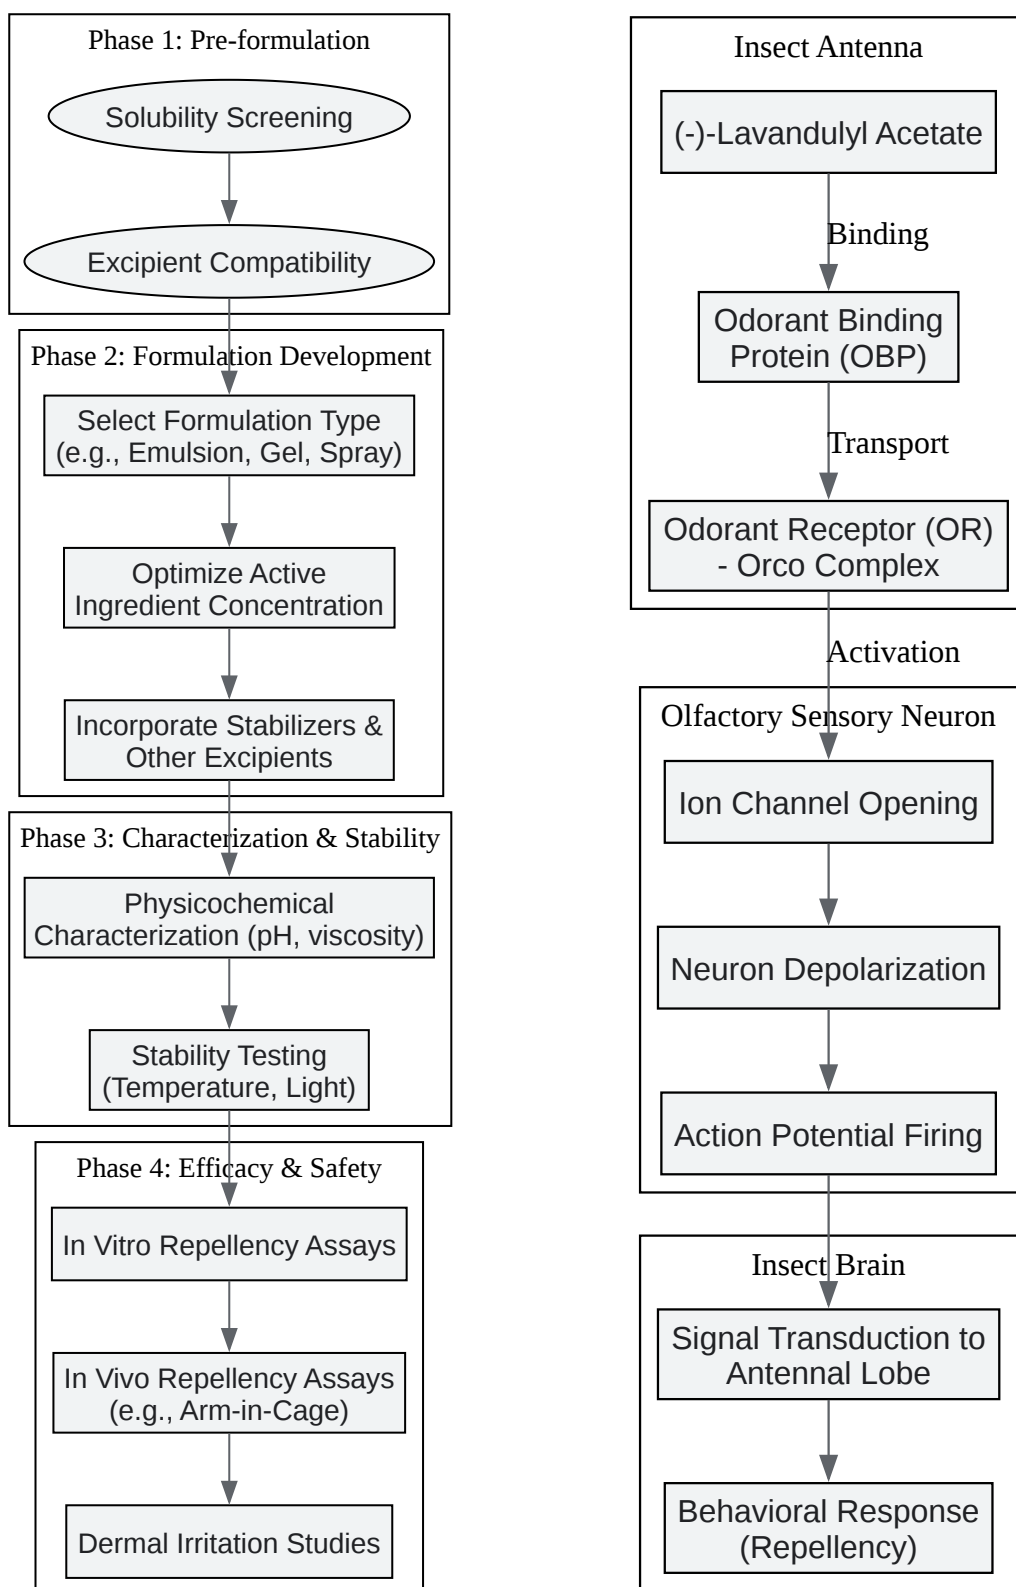 Phase 1: Pre-formulation
Solubility Screening
Excipient Compatibility
Phase 2: Formulation Development
Select Formulation Type
(e.g., Emulsion, Gel, Spray)
Optimize Active
Ingredient Concentration
Incorporate Stabilizers &
Other Excipients
Phase 3: Characterization & Stability
Physicochemical
Characterization (pH, viscosity)
Stability Testing
(Temperature, Light)
Phase 4: Efficacy & Safety
In Vitro Repellency Assays
In Vivo Repellency Assays
(e.g., Arm-in-Cage)
Dermal Irritation Studies
Insect Antenna
(-)-Lavandulyl Acetate
Binding
Odorant Binding
Protein (OBP)
Transport
Odorant Receptor (OR)
- Orco Complex
Activation
Olfactory Sensory Neuron
Ion Channel Opening
Neuron Depolarization
Action Potential Firing
Insect Brain
Signal Transduction to
Antennal Lobe
Behavioral Response
(Repellency)